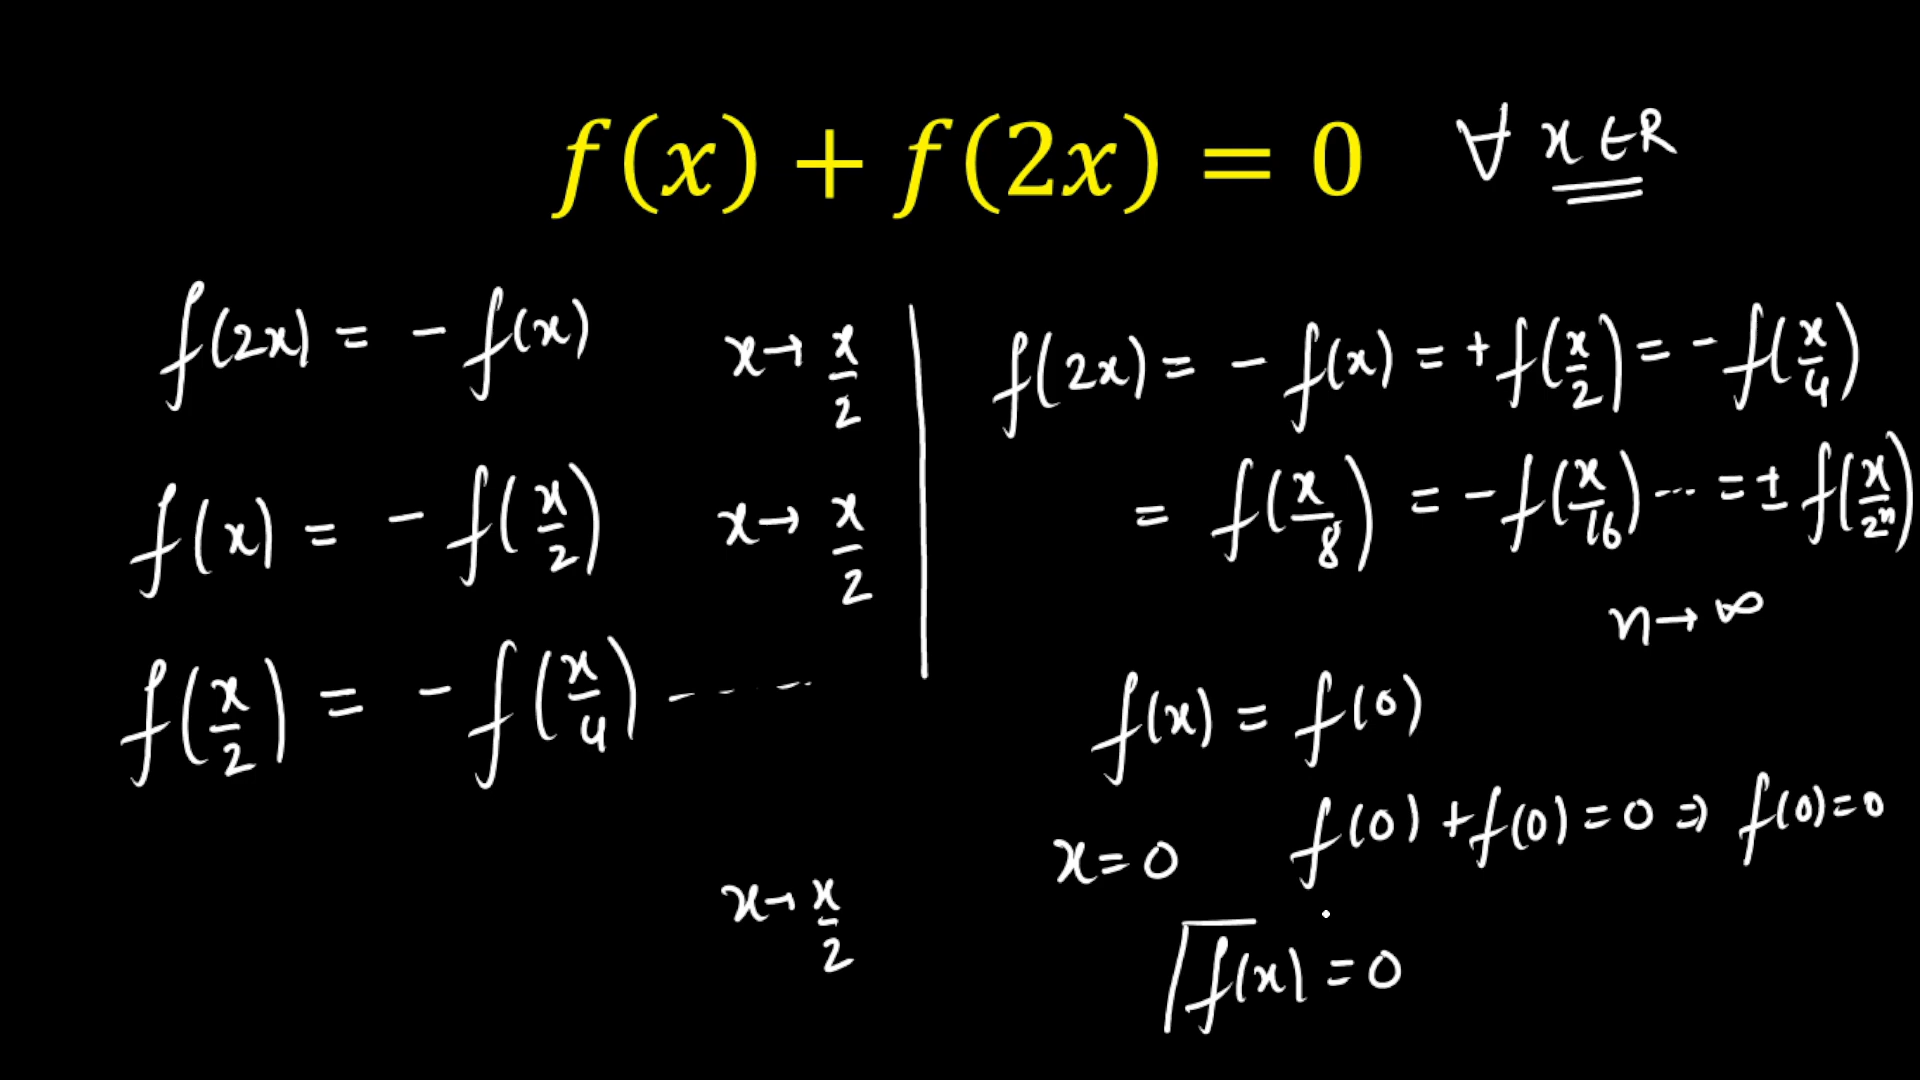 f(x) + f(2x) = 0 ∀ x ∈ R
f(2x) = - f(x) x → x/2
f(x) = - f(x/2) x → x/2
f(x/2) = - f(x/4) ------
x → x/2
f(2x) = - f(x) = + f(x/2) = - f(x/4)
= f(x/8) = - f(x/16) --- = ± f(x/2ⁿ)
n → ∞
f(x) = f(0)
x = 0 f(0) + f(0) = 0 ⇒ f(0) = 0
f(x) = 0